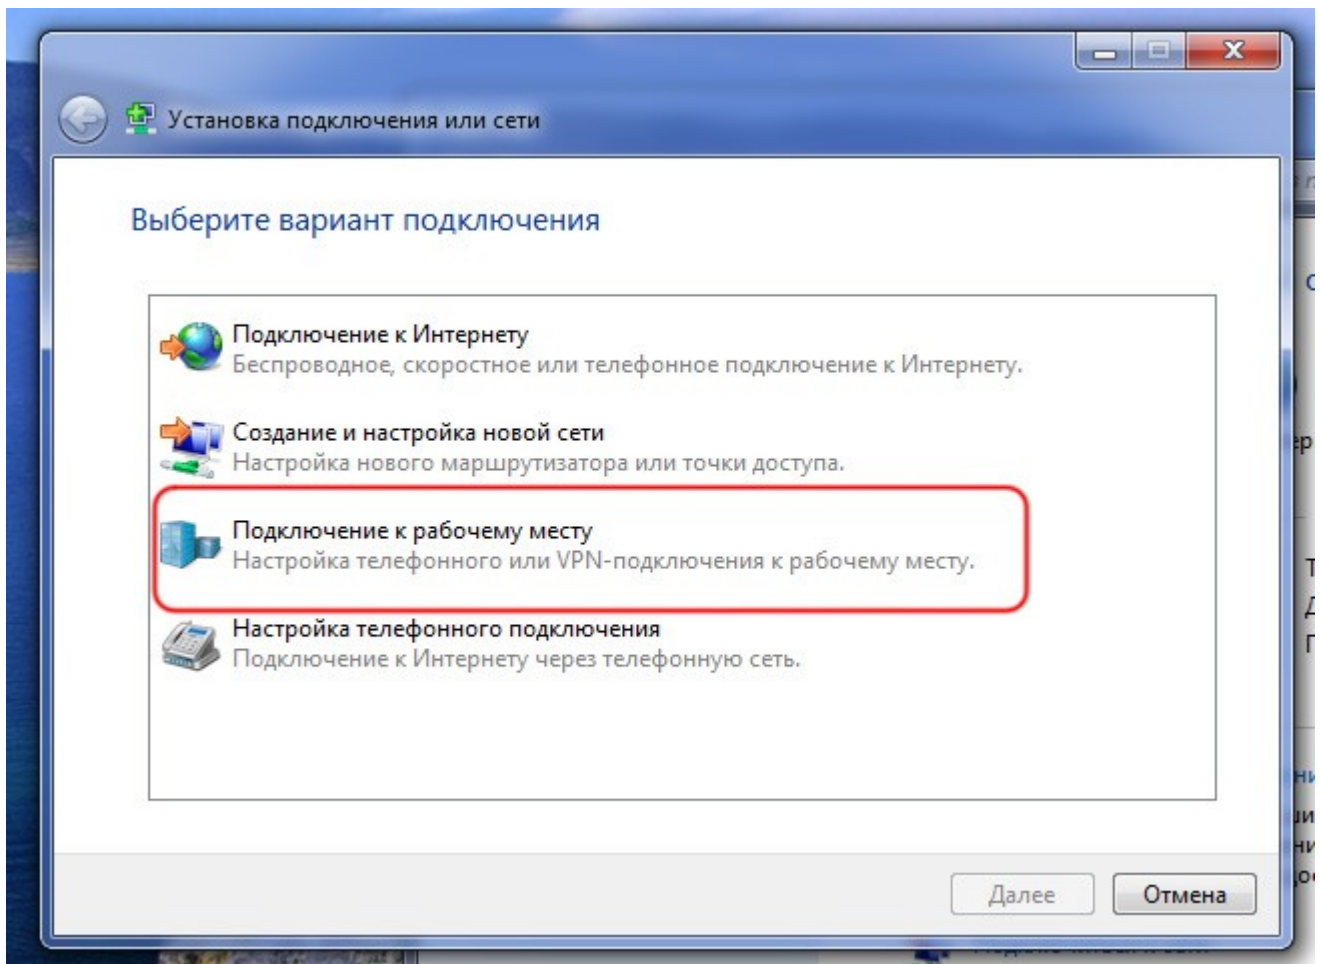 Установка подключения или сети
Выберите вариант подключения
Подключение к Интернету
Беспроводное, скоростное или телефонное подключение к Интернету.
Создание и настройка новой сети
Настройка нового маршрутизатора или точки доступа.
Подключение к рабочему месту
Настройка телефонного или VPN-подключения к рабочему месту.
Настройка телефонного подключения
Подключение к Интернету через телефонную сеть.
Далее
Отмена